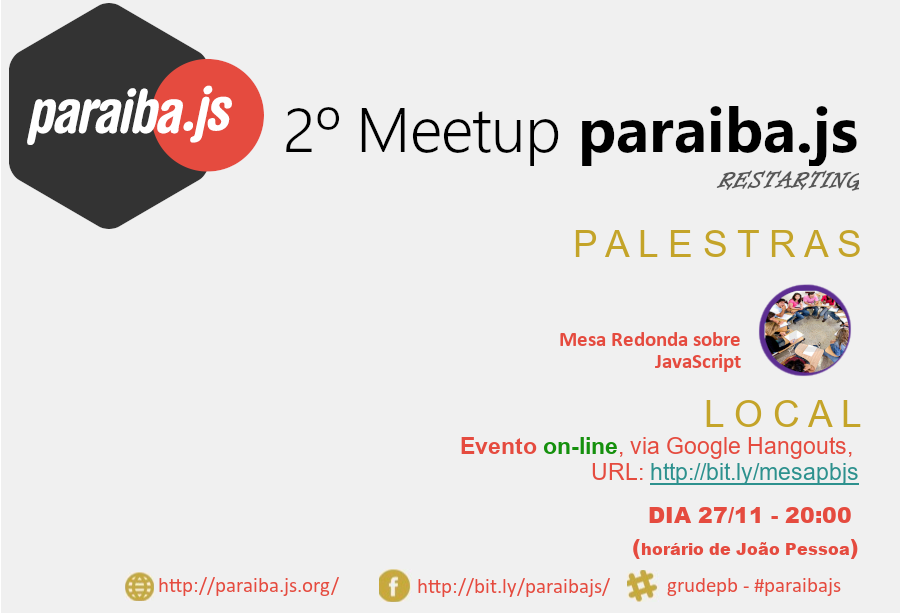 paraiba.js
2º Meetup paraiba.js
RESTARTING
PALESTRAS
Mesa Redonda sobre
JavaScript
LOCAL
Evento on-line, via Google Hangouts,
URL: http://bit.ly/mesapbjs
DIA 27/11 - 20:00
(horário de João Pessoa)
http://paraiba.js.org/ http://bit.ly/paraibajs/ grudepb - #paraibajs